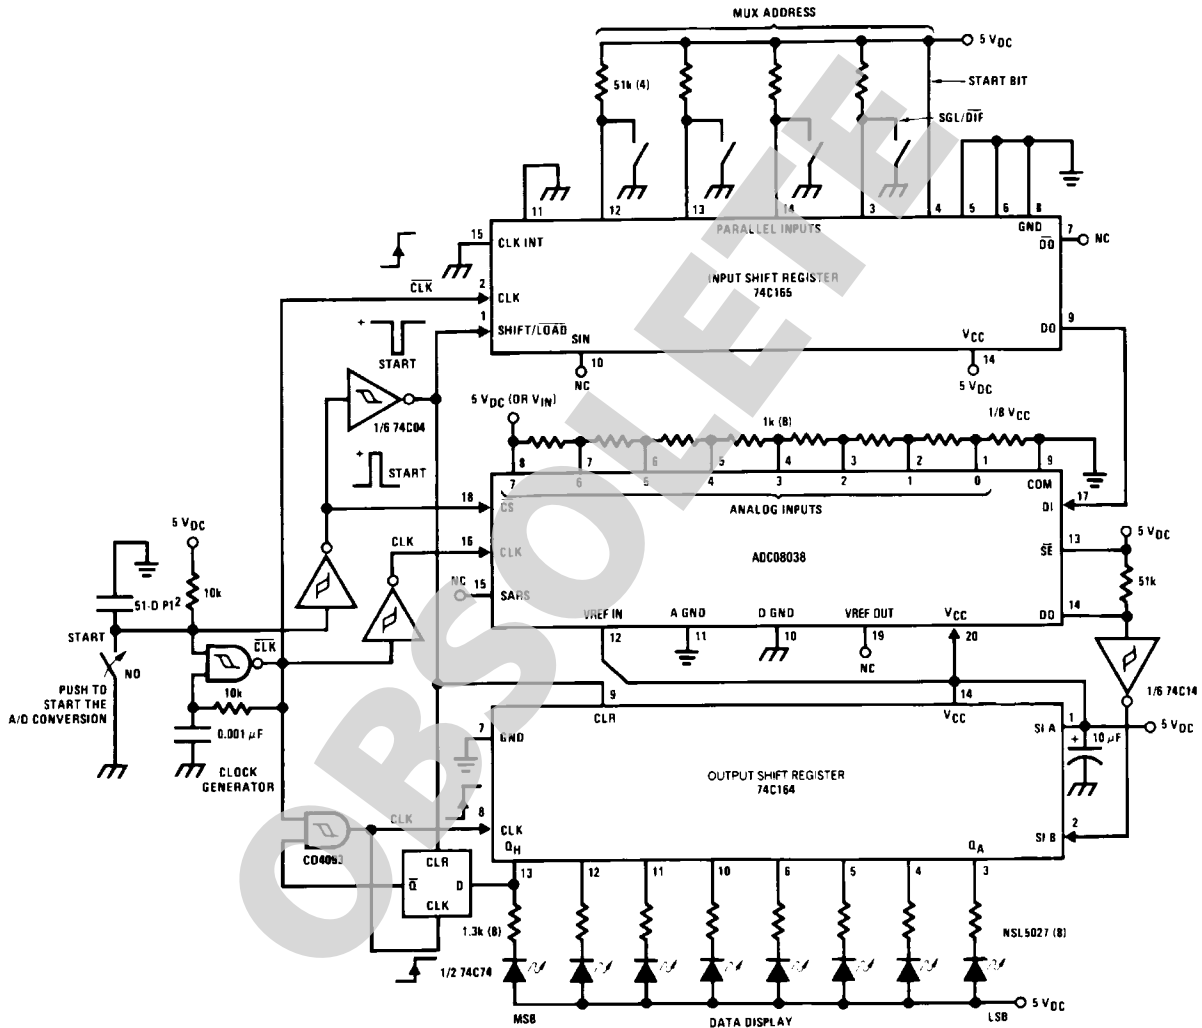 MUX ADDRESS
5 VDC
51k (4)
START BIT
SGL/DIF
11
12
13
14
3
4
5
6
8
15
CLK INT
PARALLEL INPUTS
GND
7
DO
NC
INPUT SHIFT REGISTER
74C165
CLK
2
CLK
1
SHIFT/LOAD
9
DO
START
SIN
10
NC
VCC
14
5 VDC
1/6 74C04
5 VDC (OR VIN)
1k (8)
1/8 VCC
START
8
7
6
5
4
3
2
1
9
7
6
5
4
3
2
1
0
COM
ANALOG INPUTS
18
CS
17
DI
5 VDC
CLK
16
CLK
ADC08038
13
SE
5 VDC
51k
NC
15
SARS
14
DO
VREF IN
A GND
D GND
VREF OUT
VCC
12
11
10
19
20
NC
10k
51-D P1²
START
CLK
NO
PUSH TO
START THE
A/D CONVERSION
10k
0.001 µF
CLOCK
GENERATOR
1/6 74C14
9
CLR
14
VCC
7
GND
1
SI A
5 VDC
+
10 µF
OUTPUT SHIFT REGISTER
74C164
CLK
8
CLK
2
SI B
CD4093
QH
QA
CLR
Q
D
CLK
13
12
11
10
6
5
4
3
1.3k (8)
NSL5027 (8)
1/2 74C74
MSB
DATA DISPLAY
LSB
5 VDC
OBSOLETE